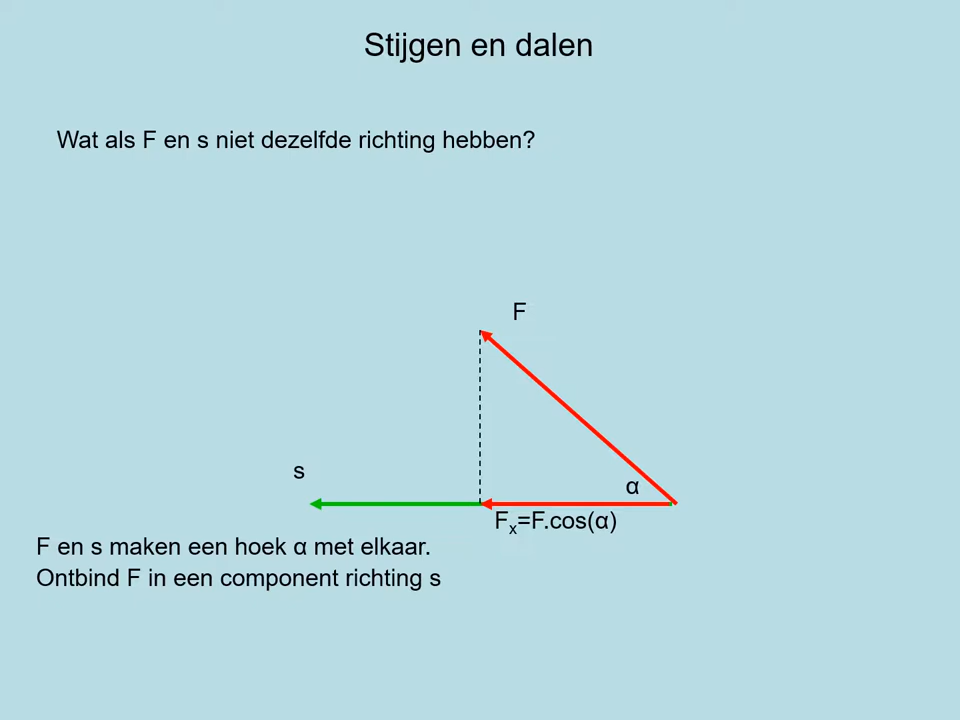 Stijgen en dalen
Wat als F en s niet dezelfde richting hebben?
F
s
α
Fx=F.cos(α)
F en s maken een hoek α met elkaar.
Ontbind F in een component richting s